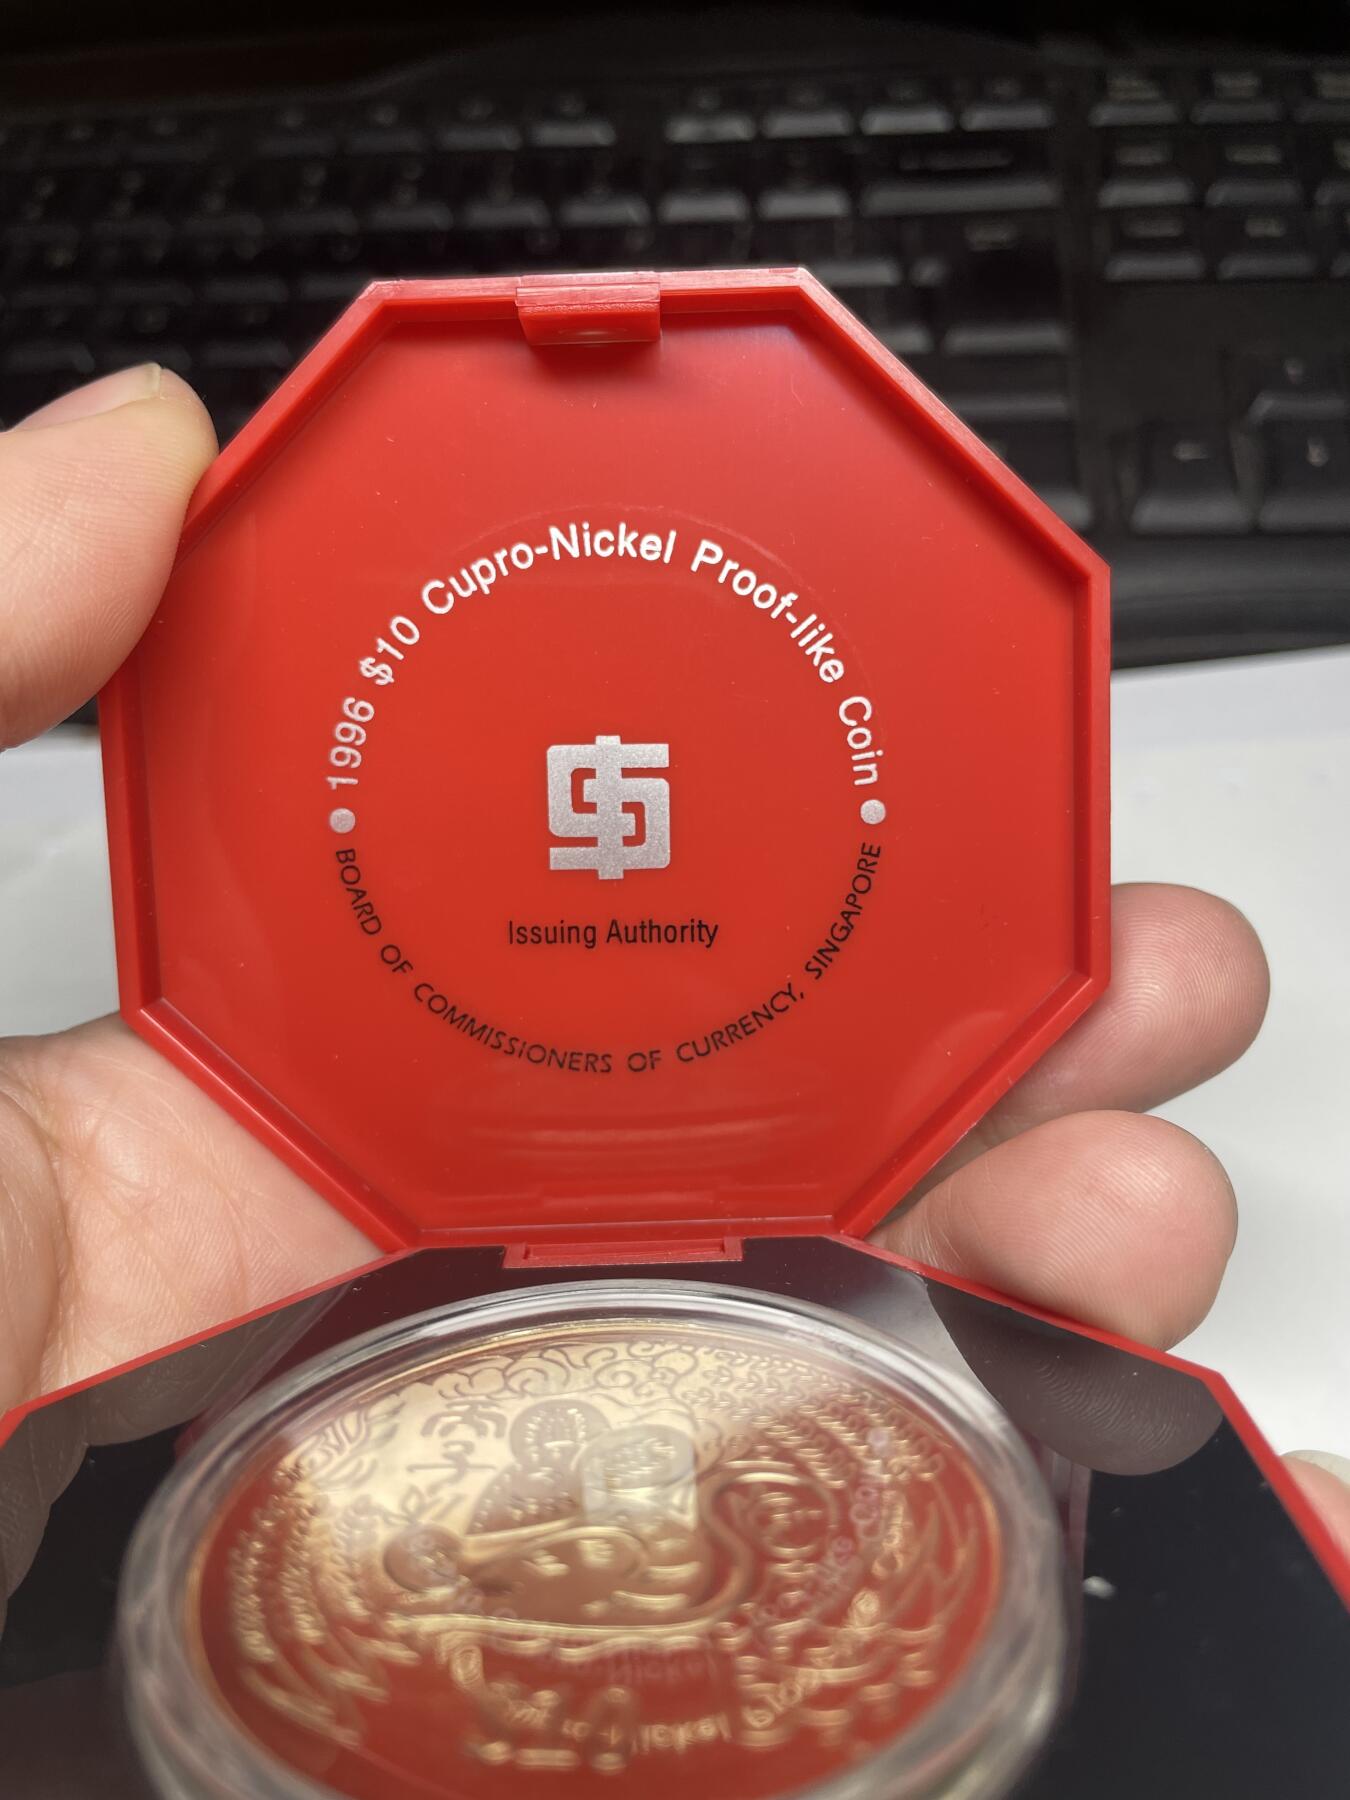 1996 $10 Cupro-Nickel Proof-like Coin
Issuing Authority
BOARD OF COMMISSIONERS OF CURRENCY, SINGAPORE